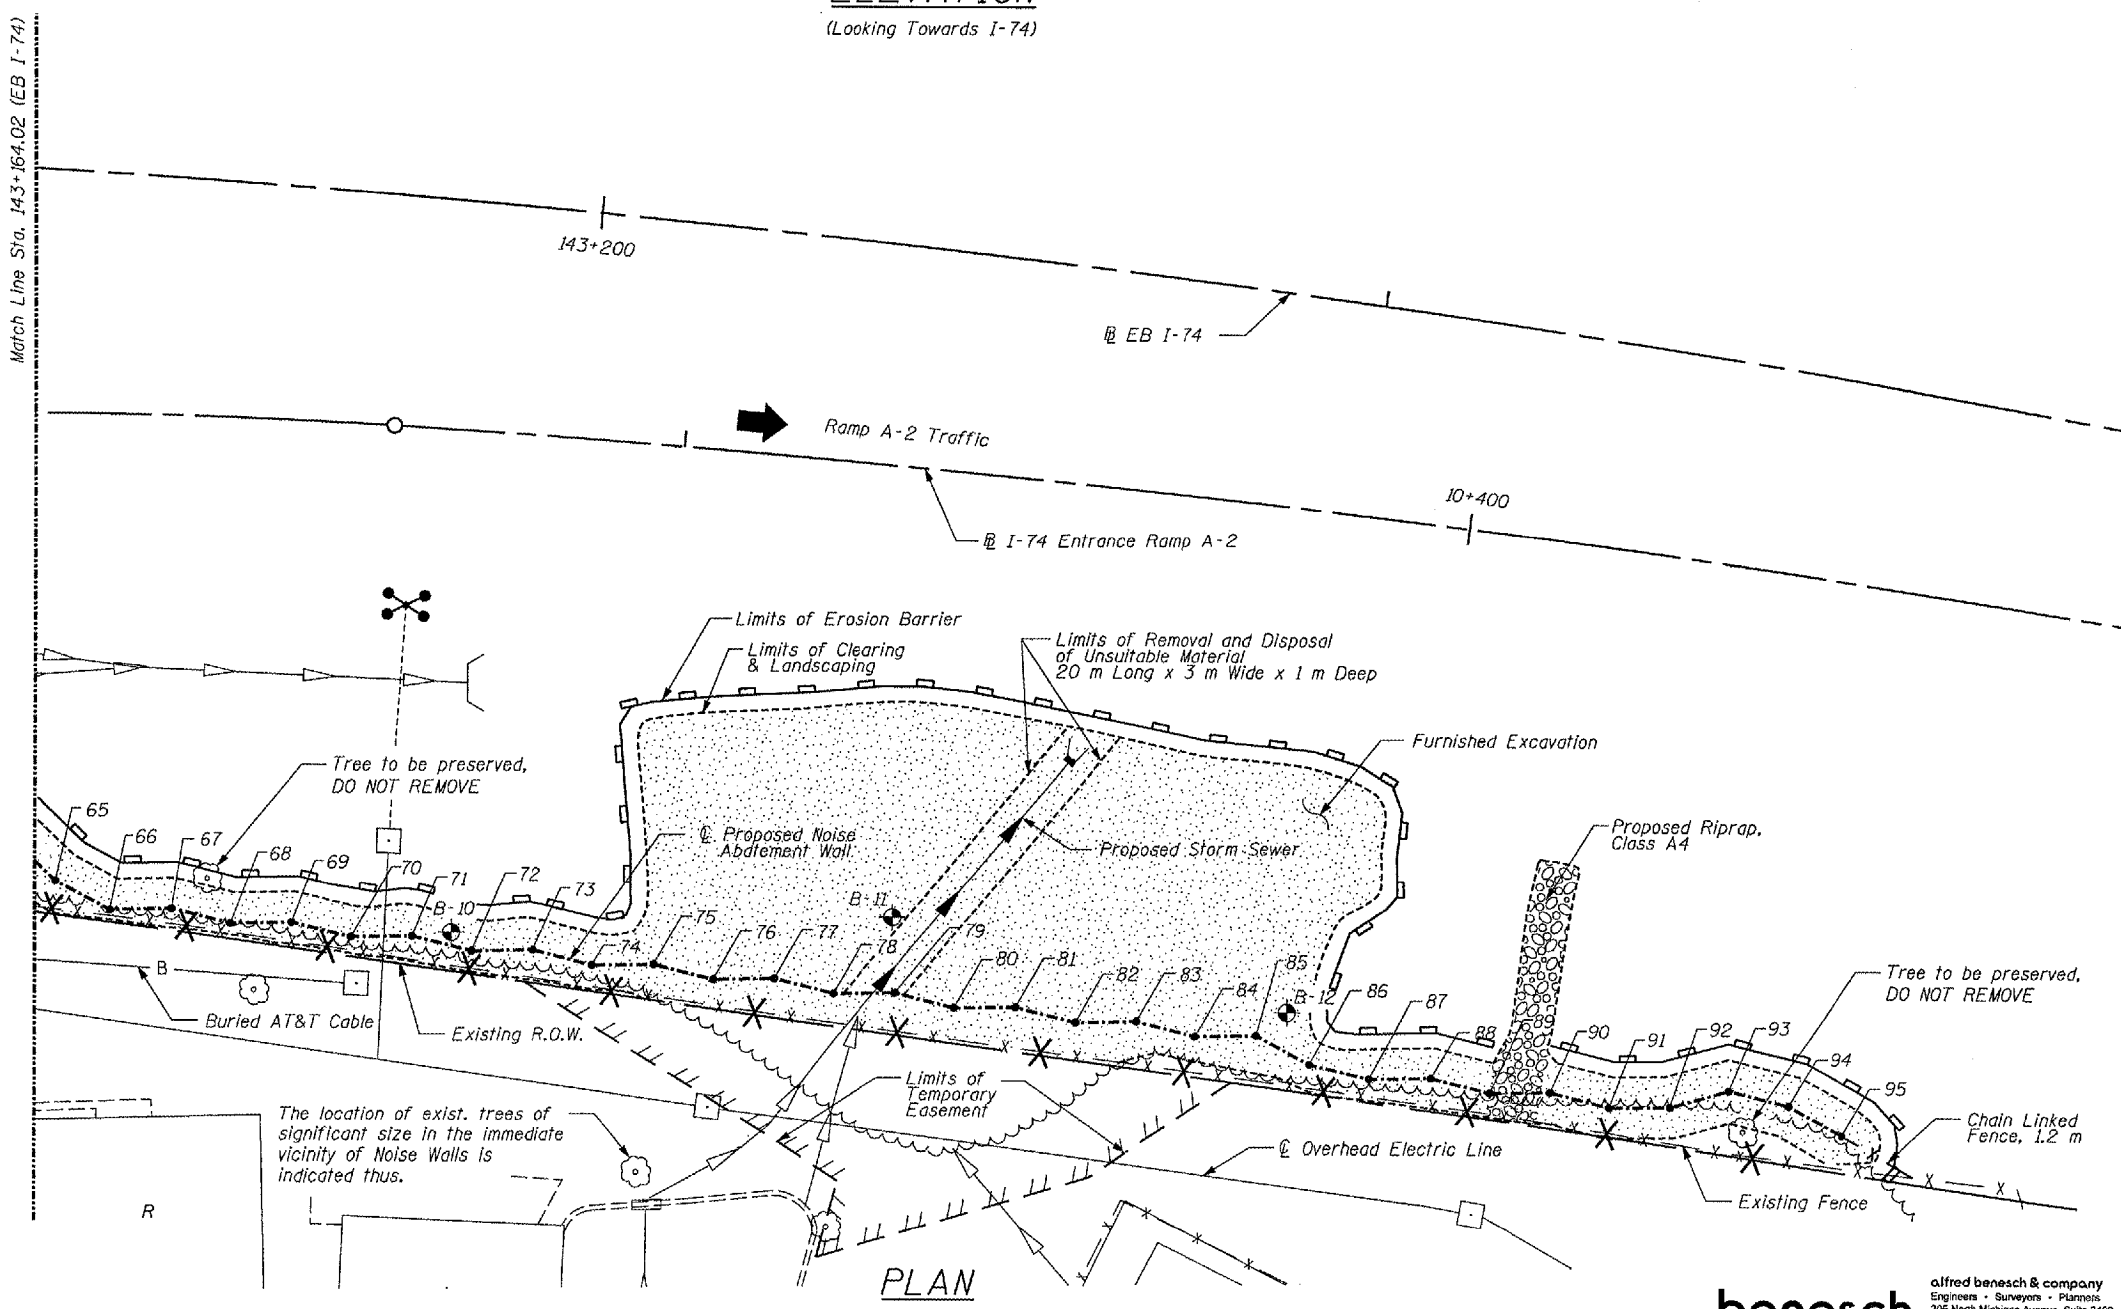 (Looking Towards I-74)
Match Line Sta. 143+164.02 (EB I-74)
143+200
℄ EB I-74
Ramp A-2 Traffic
10+400
℄ I-74 Entrance Ramp A-2
Limits of Erosion Barrier
Limits of Clearing
& Landscaping
Limits of Removal and Disposal
of Unsuitable Material
20 m Long x 3 m Wide x 1 m Deep
Furnished Excavation
Tree to be preserved,
DO NOT REMOVE
℄ Proposed Noise
Abatement Wall
Proposed Storm Sewer
Proposed Riprap,
Class A4
65
66
67
68
69
70
71
B-10
72
73
74
75
76
77
B-11
78
79
80
81
82
83
84
85
B-12
86
87
88
89
90
91
92
93
94
95
Tree to be preserved,
DO NOT REMOVE
B
Buried AT&T Cable
Existing R.O.W.
Limits of
Temporary
Easement
The location of exist. trees of
significant size in the immediate
vicinity of Noise Walls is
indicated thus.
℄ Overhead Electric Line
Chain Linked
Fence, 1.2 m
Existing Fence
R
PLAN
benesch
alfred benesch & company
Engineers • Surveyors • Planners